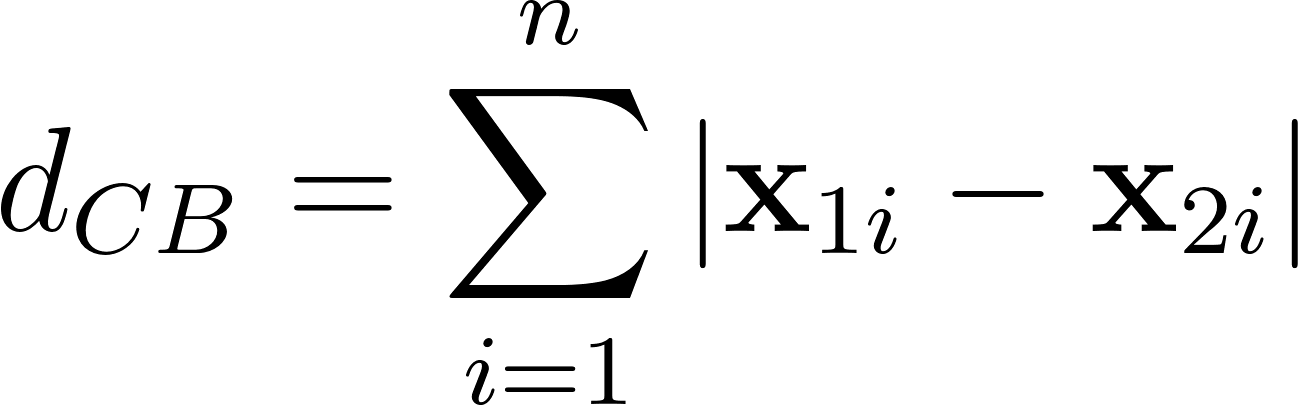 d_{CB} = \sum_{i=1}^{n} |\mathbf{x}_{1i} - \mathbf{x}_{2i}|